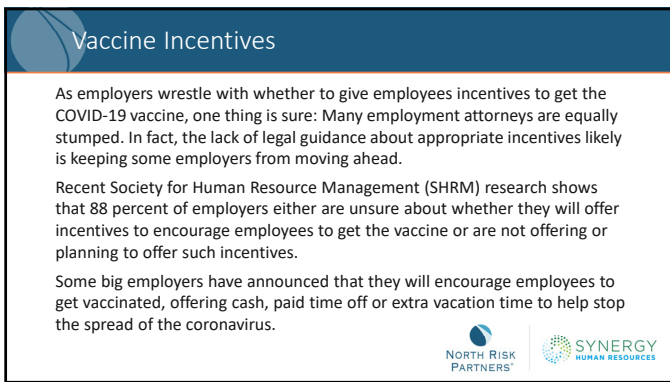 Vaccine Incentives
As employers wrestle with whether to give employees incentives to get the
COVID-19 vaccine, one thing is sure: Many employment attorneys are equally
stumped. In fact, the lack of legal guidance about appropriate incentives likely
is keeping some employers from moving ahead.
Recent Society for Human Resource Management (SHRM) research shows
that 88 percent of employers either are unsure about whether they will offer
incentives to encourage employees to get the vaccine or are not offering or
planning to offer such incentives.
Some big employers have announced that they will encourage employees to
get vaccinated, offering cash, paid time off or extra vacation time to help stop
the spread of the coronavirus.
NORTH RISK
PARTNERS
SYNERGY
HUMAN RESOURCES